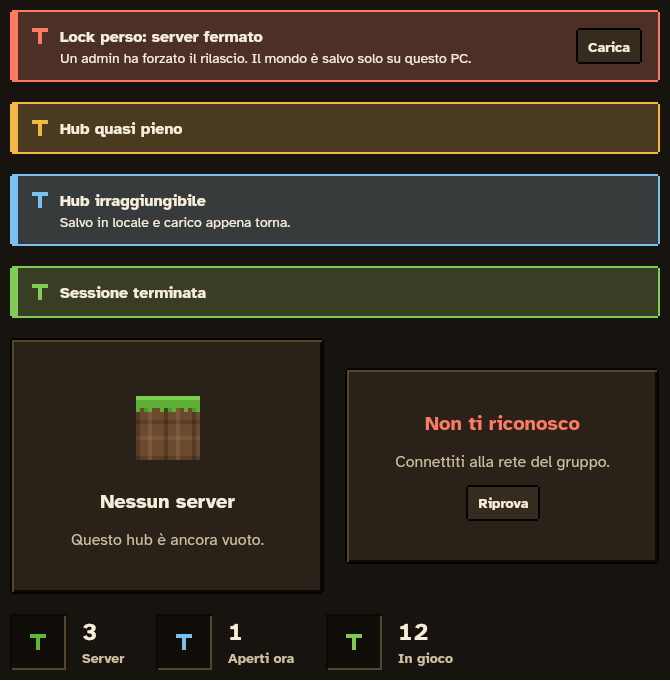 Lock perso: server fermato
Un admin ha forzato il rilascio. Il mondo è salvo solo su questo PC.
Carica
Hub quasi pieno
Hub irraggiungibile
Salvo in locale e carico appena torna.
Sessione terminata
Nessun server
Questo hub è ancora vuoto.
Non ti riconosco
Connettiti alla rete del gruppo.
Riprova
3
Server
1
Aperti ora
12
In gioco